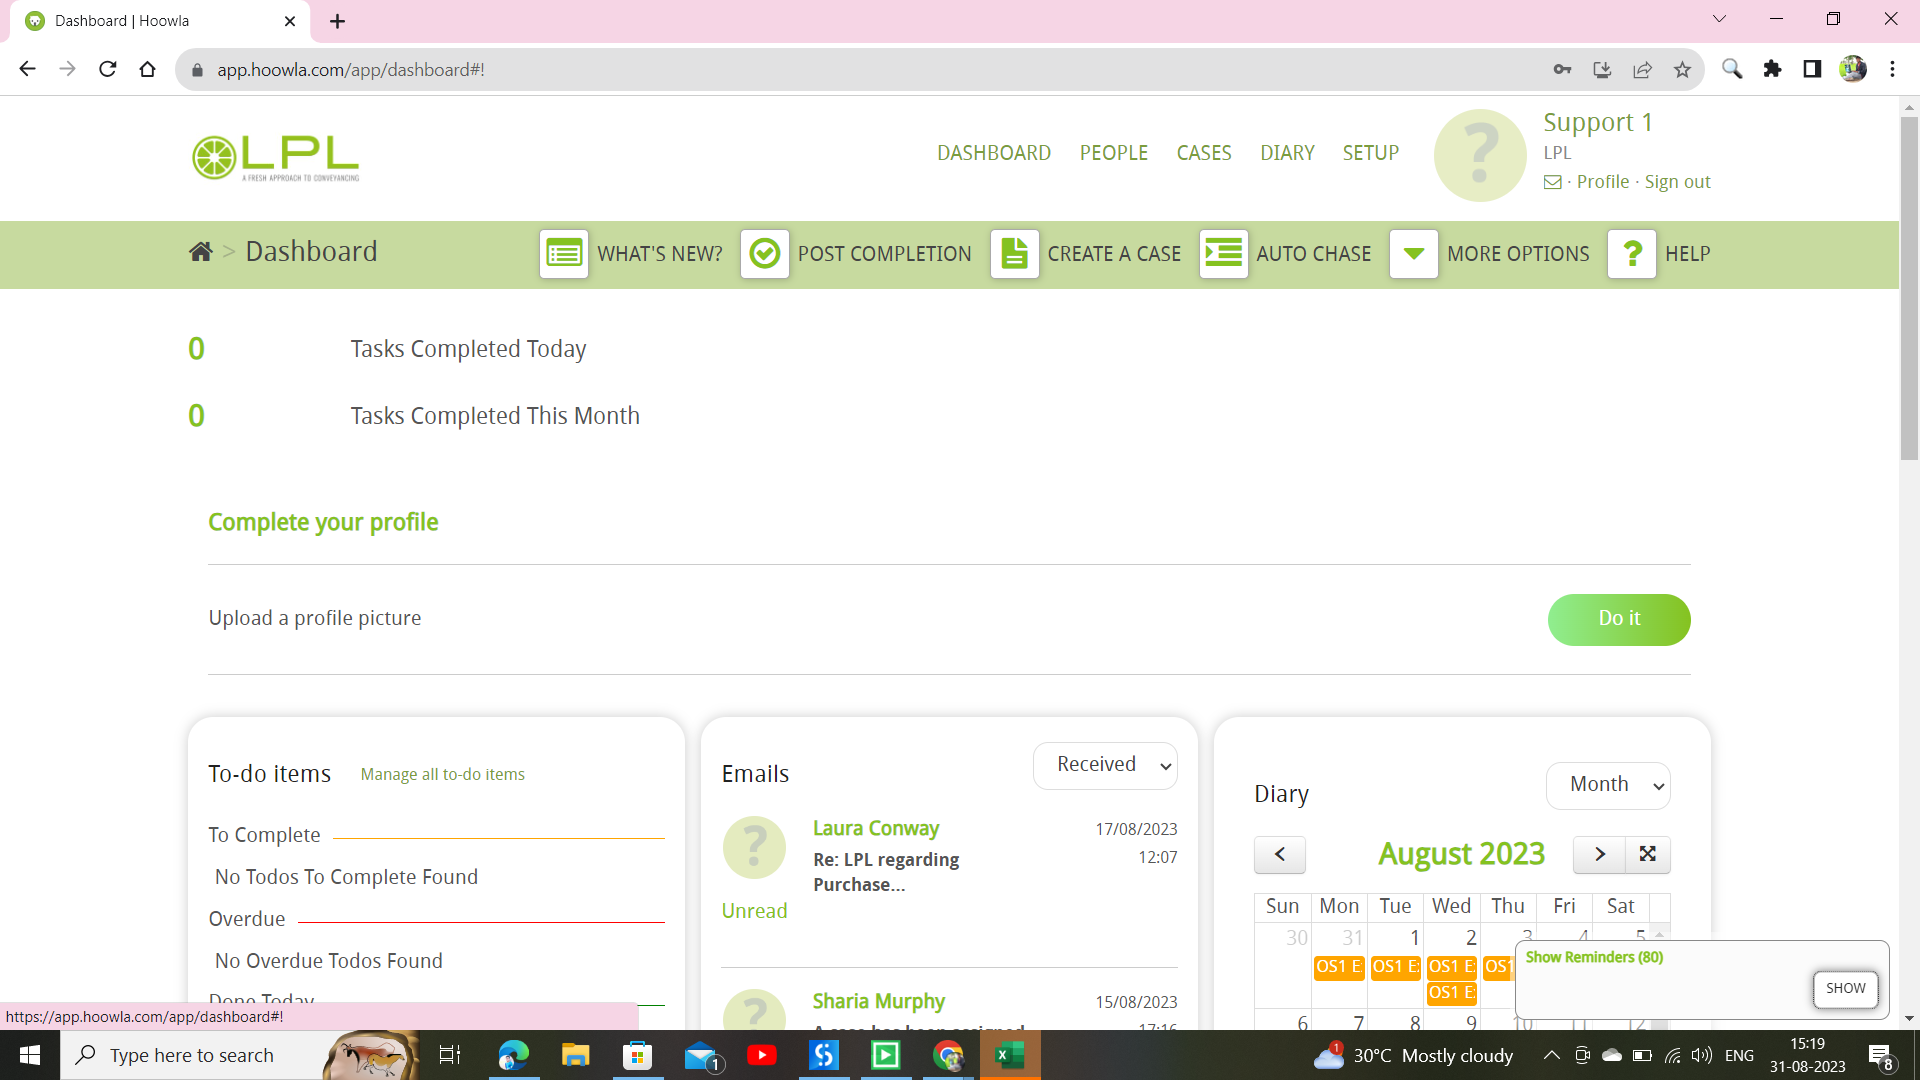 Dashboard | Hoowla
app.hoowla.com/app/dashboard#!
LPL
A FRESH APPROACH TO CONVEYANCING
DASHBOARD PEOPLE CASES DIARY SETUP
?
Support 1
LPL
· Profile · Sign out
> Dashboard
WHAT'S NEW? POST COMPLETION CREATE A CASE AUTO CHASE MORE OPTIONS ? HELP
0 Tasks Completed Today
0 Tasks Completed This Month
Complete your profile
Upload a profile picture Do it
To-do items Manage all to-do items
To Complete
No Todos To Complete Found
Overdue
No Overdue Todos Found
Done Today
Emails Received
? Laura Conway 17/08/2023
Re: LPL regarding 12:07
Purchase...
Unread
? Sharia Murphy 15/08/2023
A case has been assigned 17:16
Diary Month
August 2023
Sun Mon Tue Wed Thu Fri Sat
30 31 1 2 3 4 5
OS1 E: OS1 E: OS1 E: OS1
OS1 E:
6 7 8 9 10 11 12
Show Reminders (80)
SHOW
https://app.hoowla.com/app/dashboard#!
Type here to search
1
1 30°C Mostly cloudy
ENG
15:19
31-08-2023
8